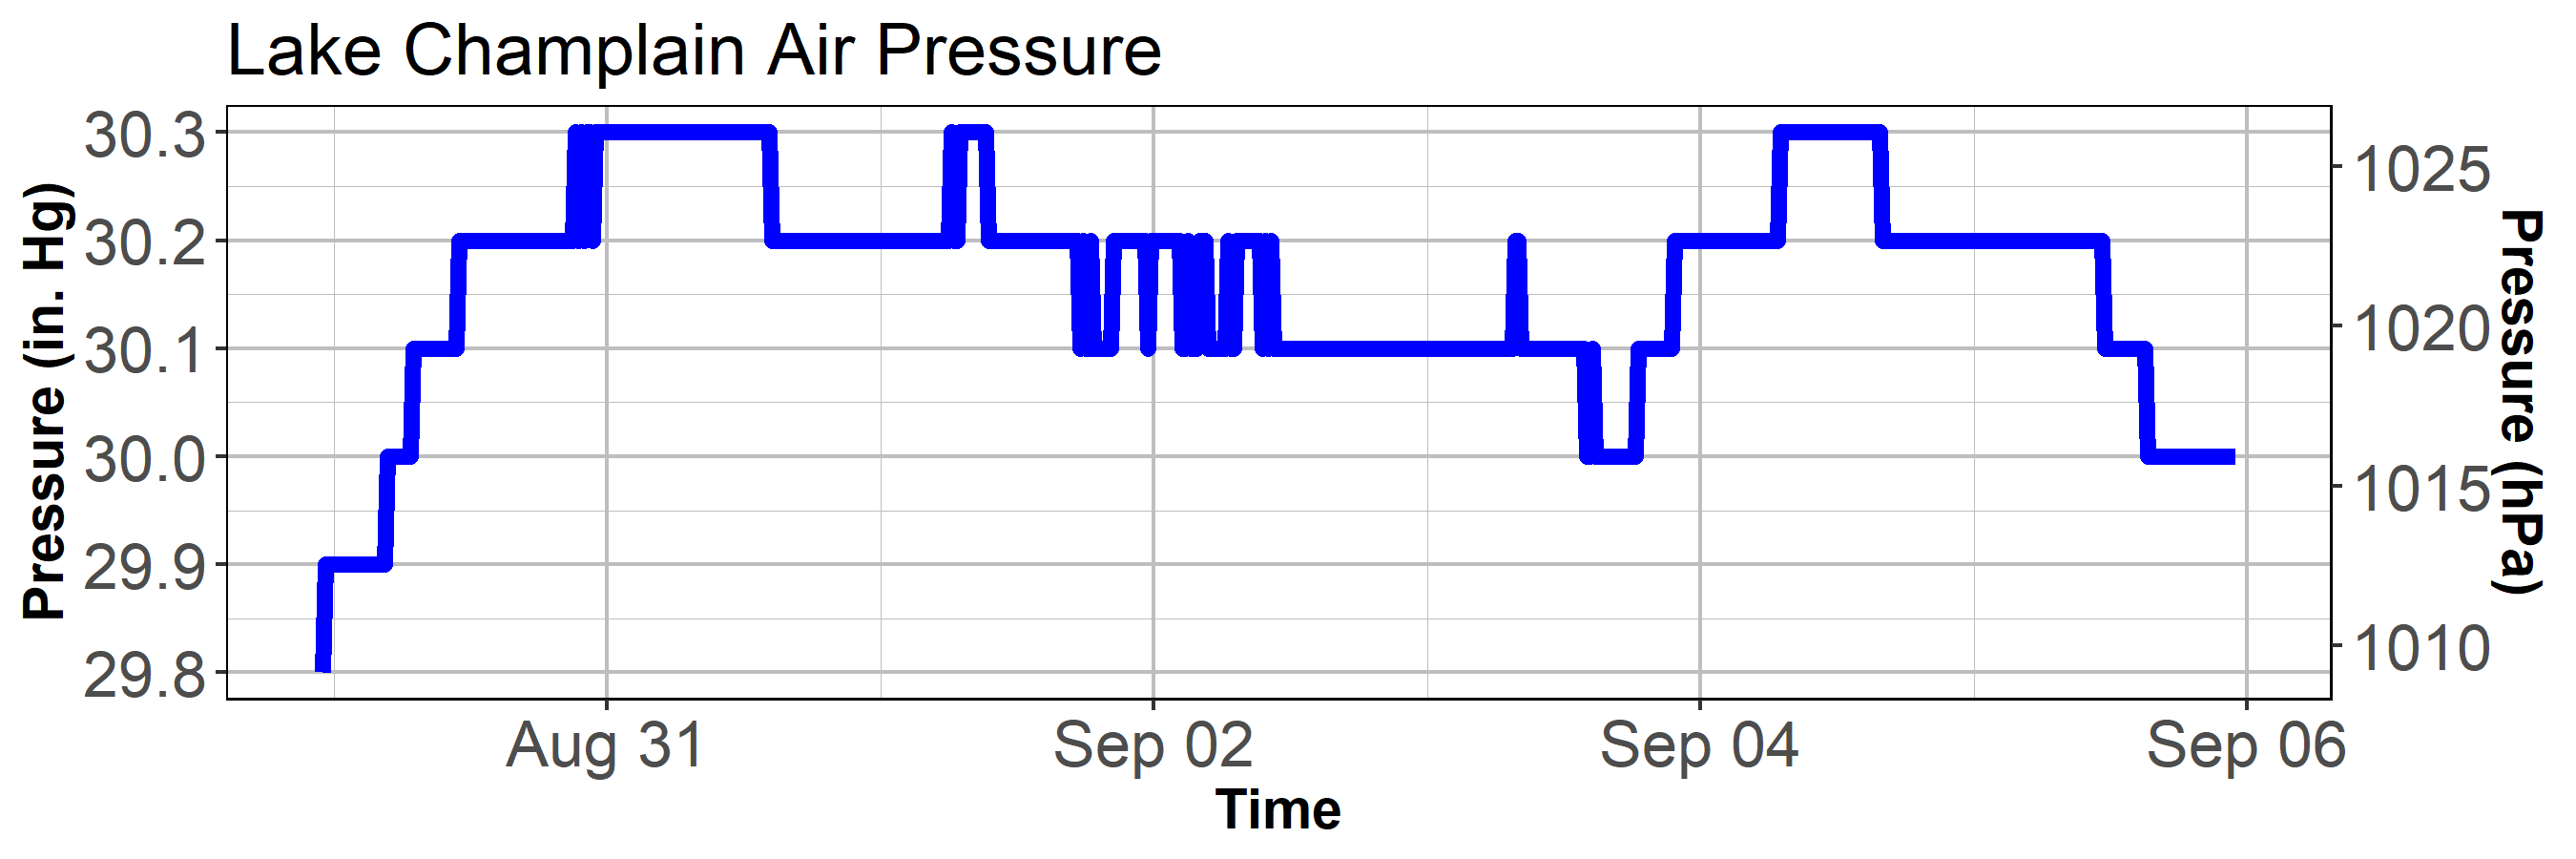 Lake Champlain Air Pressure
Pressure (in. Hg)
30.3
30.2
30.1
30.0
29.9
29.8
1025
1020
1015
1010
Pressure (hPa)
Aug 31 Sep 02 Sep 04 Sep 06
Time